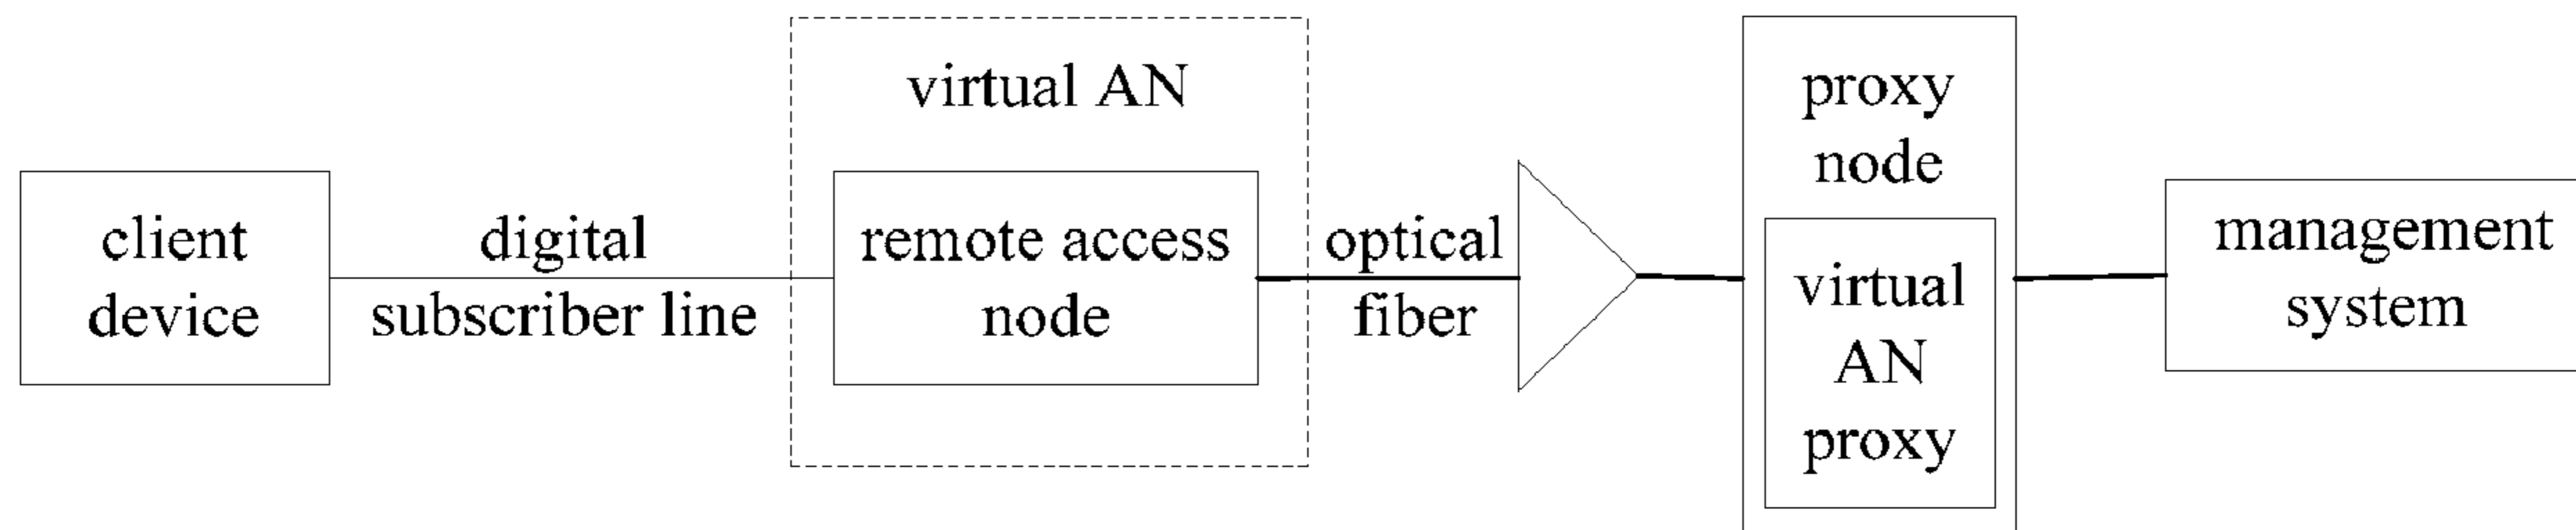 client
device
digital
subscriber line
virtual AN
remote access
node
optical
fiber
proxy
node
virtual
AN
proxy
management
system